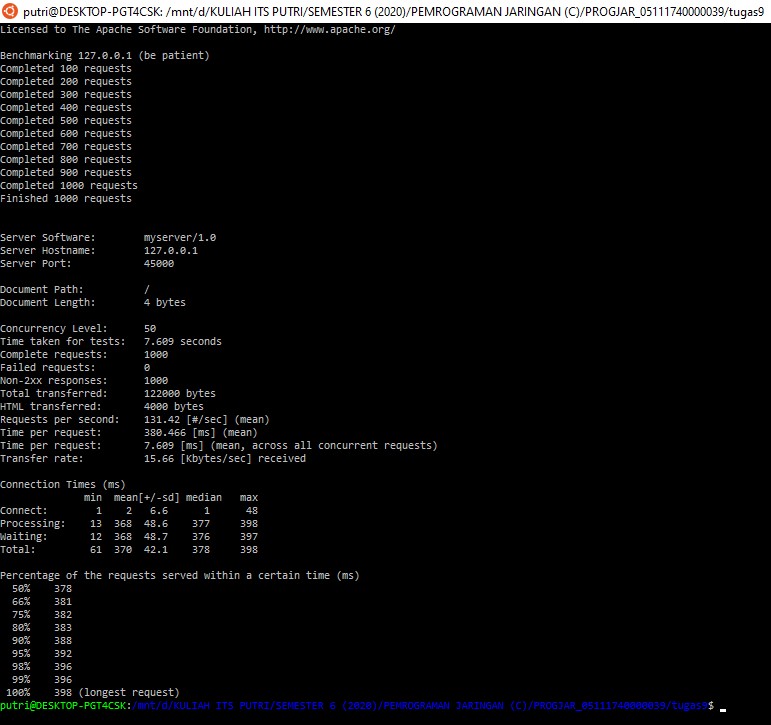 putri@DESKTOP-PGT4CSK: /mnt/d/KULIAH ITS PUTRI/SEMESTER 6 (2020)/PEMROGRAMAN JARINGAN (C)/PROGJAR_05111740000039/tugas9
Licensed to The Apache Software Foundation, http://www.apache.org/
Benchmarking 127.0.0.1 (be patient)
Completed 100 requests
Completed 200 requests
Completed 300 requests
Completed 400 requests
Completed 500 requests
Completed 600 requests
Completed 700 requests
Completed 800 requests
Completed 900 requests
Completed 1000 requests
Finished 1000 requests
Server Software:        myserver/1.0
Server Hostname:        127.0.0.1
Server Port:            45000
Document Path:          /
Document Length:        4 bytes
Concurrency Level:      50
Time taken for tests:   7.609 seconds
Complete requests:      1000
Failed requests:        0
Non-2xx responses:      1000
Total transferred:      122000 bytes
HTML transferred:       4000 bytes
Requests per second:    131.42 [#/sec] (mean)
Time per request:       380.466 [ms] (mean)
Time per request:       7.609 [ms] (mean, across all concurrent requests)
Transfer rate:          15.66 [Kbytes/sec] received
Connection Times (ms)
              min  mean[+/-sd] median   max
Connect:        1    2   6.6      1      48
Processing:    13  368  48.6    377     398
Waiting:       12  368  48.7    376     397
Total:         61  370  42.1    378     398
Percentage of the requests served within a certain time (ms)
  50%    378
  66%    381
  75%    382
  80%    383
  90%    388
  95%    392
  98%    396
  99%    396
 100%    398 (longest request)
putri@DESKTOP-PGT4CSK:/mnt/d/KULIAH ITS PUTRI/SEMESTER 6 (2020)/PEMROGRAMAN JARINGAN (C)/PROGJAR_05111740000039/tugas9$